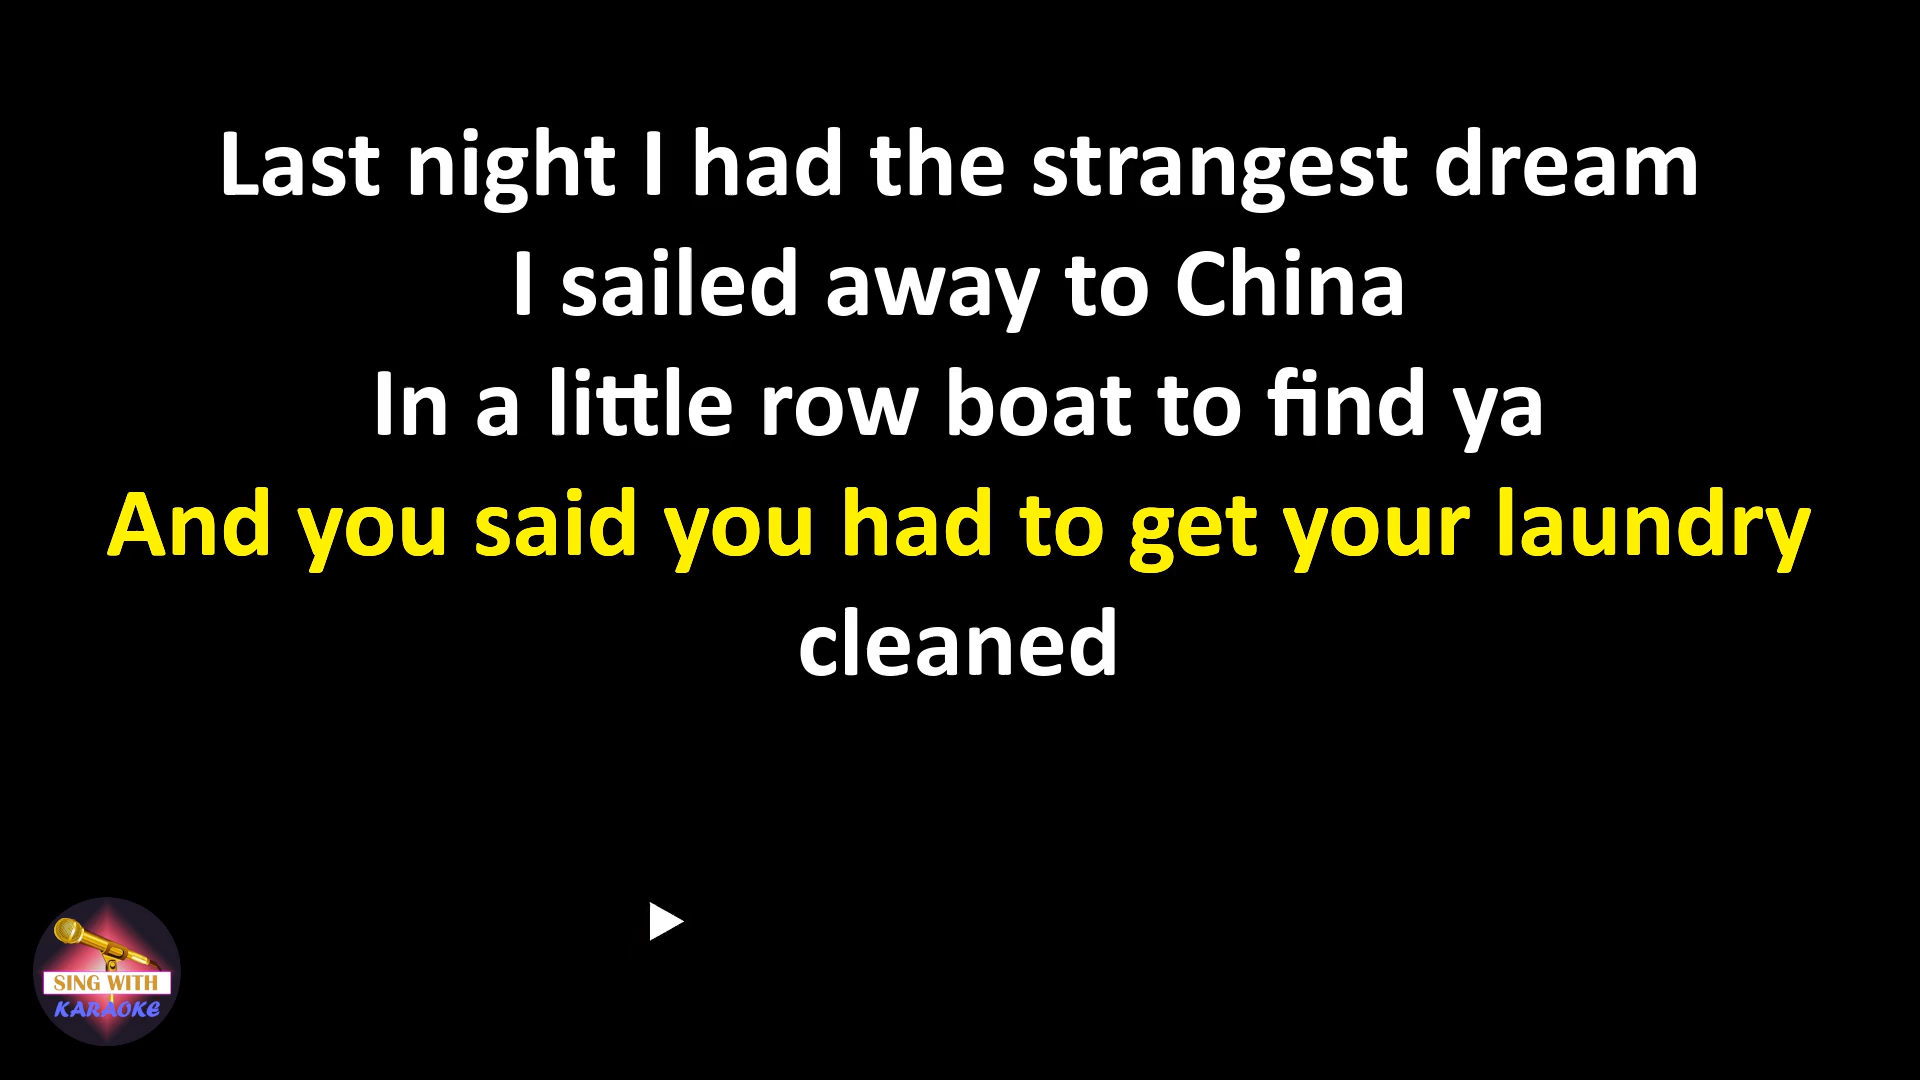 Last night I had the strangest dream
I sailed away to China
In a little row boat to find ya
And you said you had to get your laundry
cleaned
SING WITH
KARAOKE